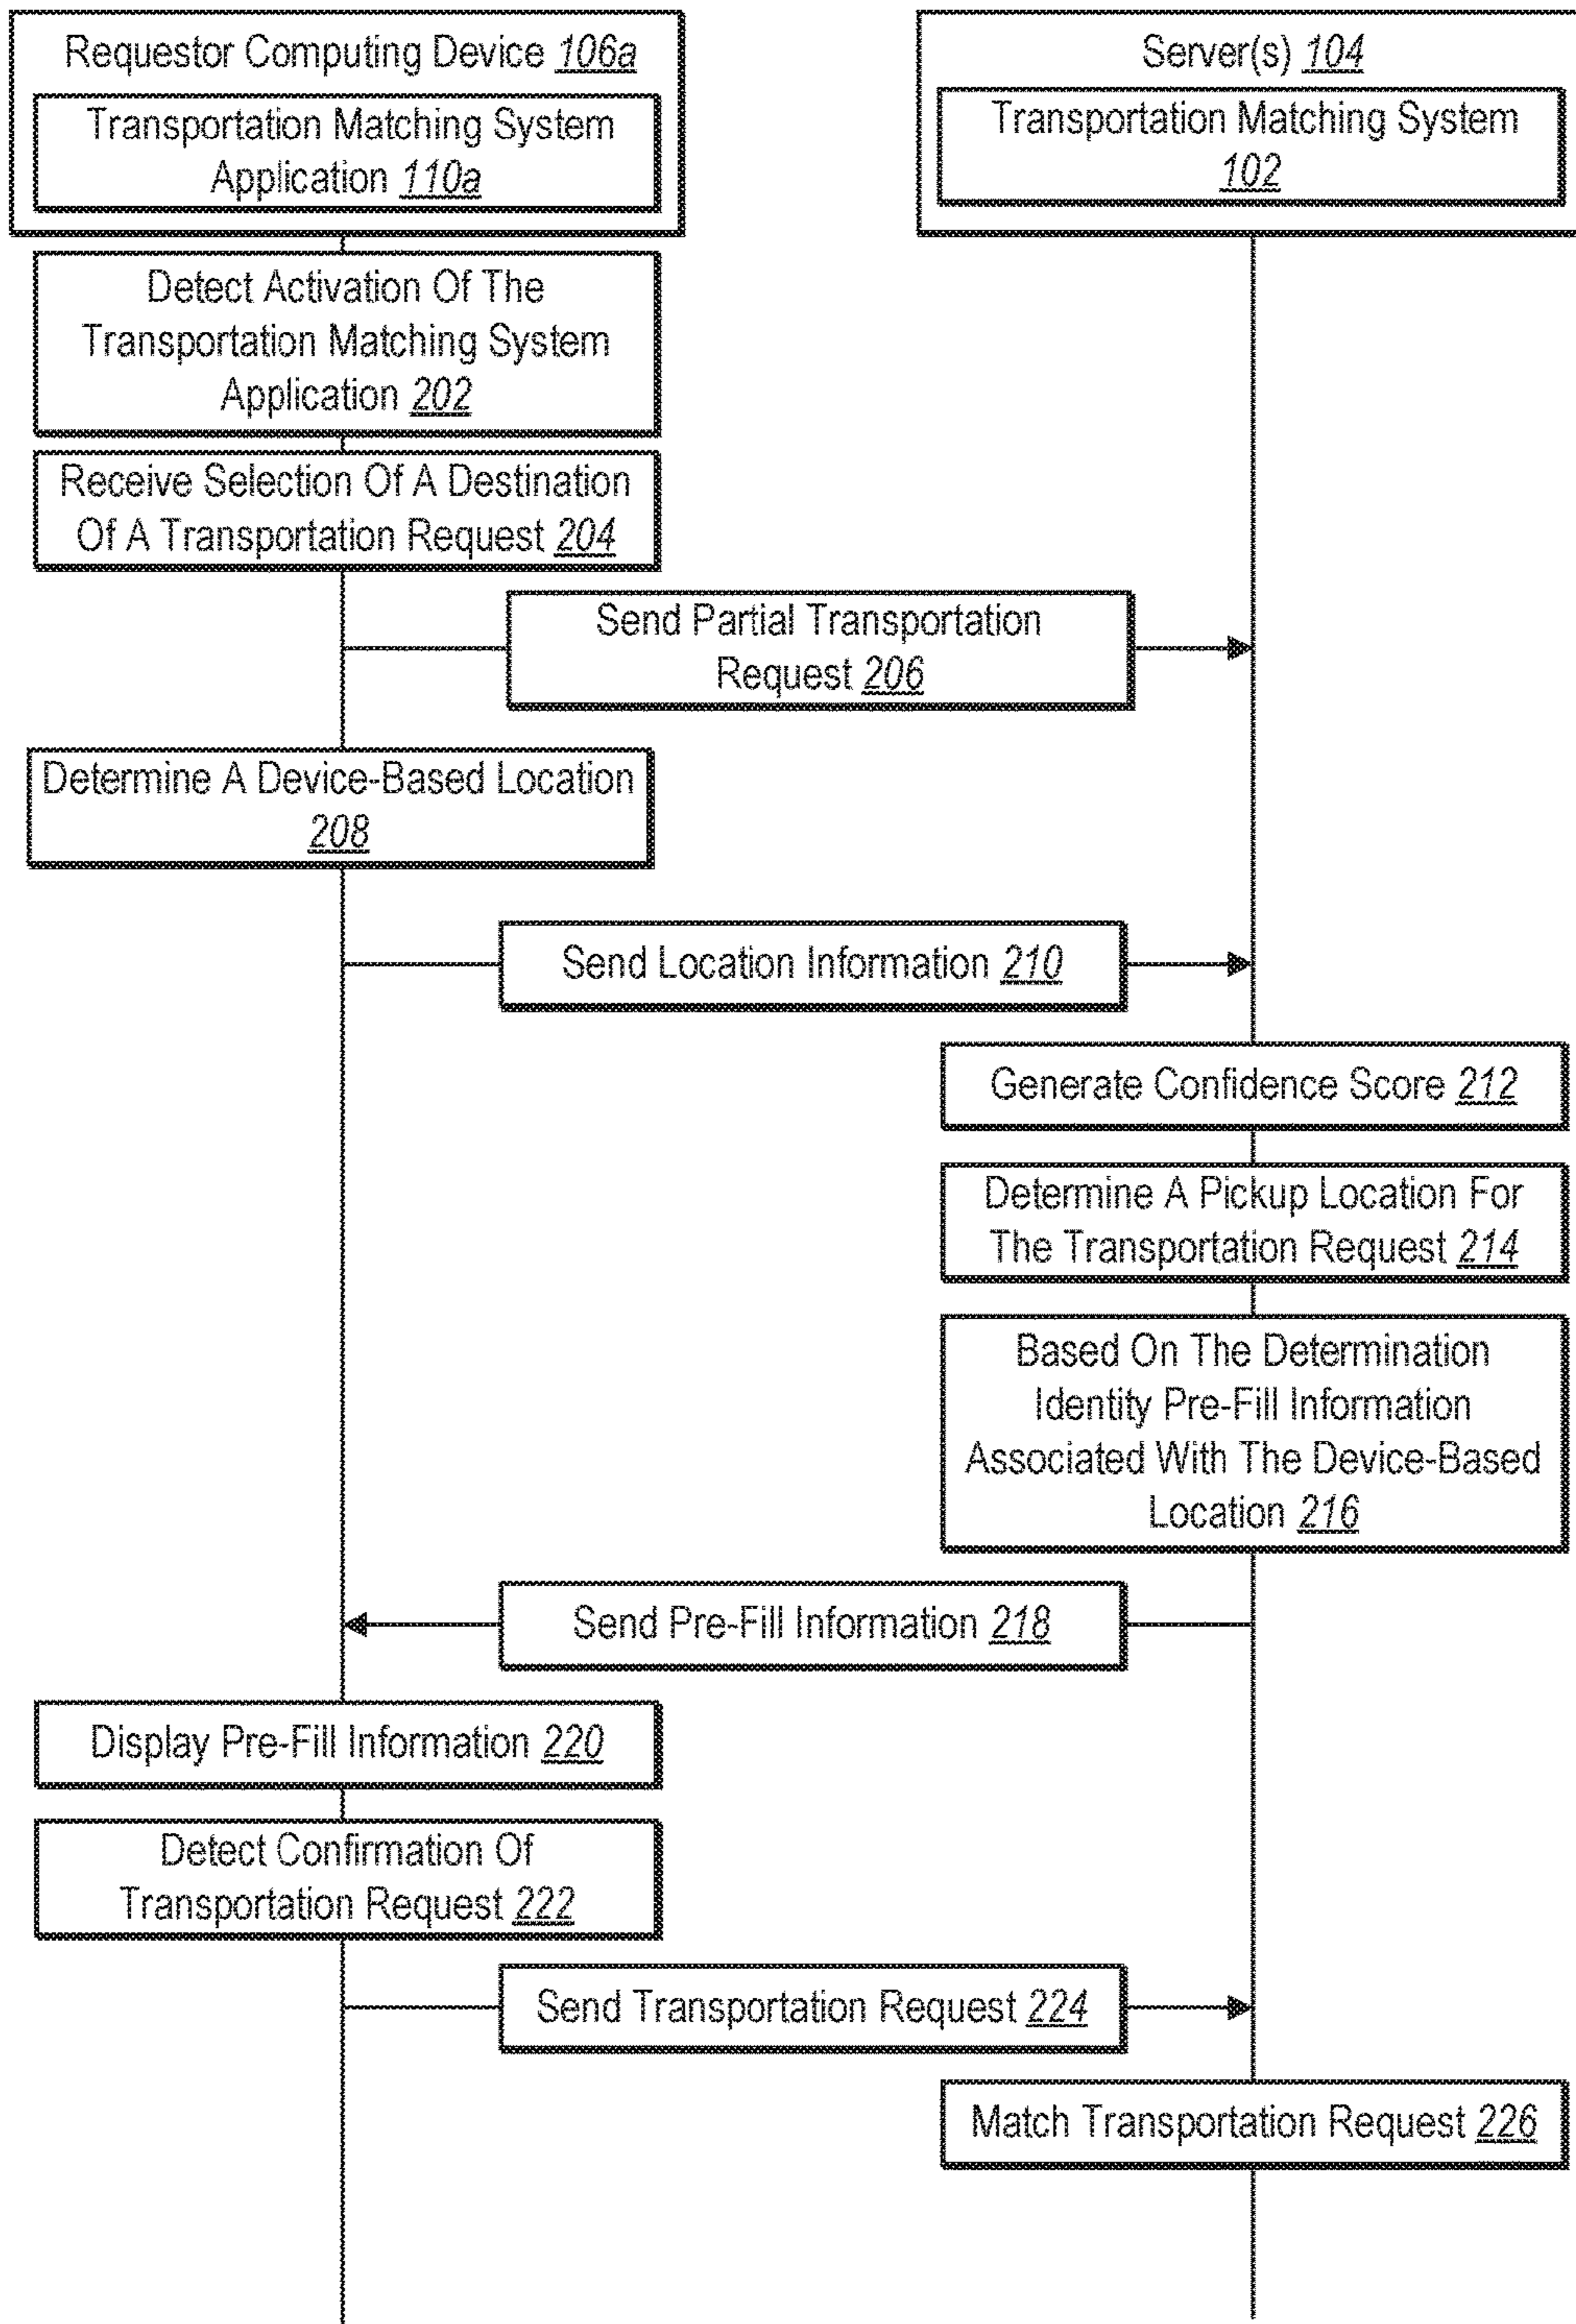 Requestor Computing Device 106a
Transportation Matching System
Application 110a
Server(s) 104
Transportation Matching System
102
Detect Activation Of The
Transportation Matching System
Application 202
Receive Selection Of A Destination
Of A Transportation Request 204
Send Partial Transportation
Request 206
Determine A Device-Based Location
208
Send Location Information 210
Generate Confidence Score 212
Determine A Pickup Location For
The Transportation Request 214
Based On The Determination
Identity Pre-Fill Information
Associated With The Device-Based
Location 216
Send Pre-Fill Information 218
Display Pre-Fill Information 220
Detect Confirmation Of
Transportation Request 222
Send Transportation Request 224
Match Transportation Request 226